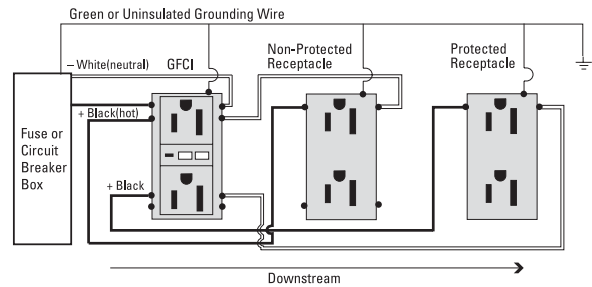 Green or Uninsulated Grounding Wire
– White(neutral)
GFCI
Non-Protected
Receptacle
Protected
Receptacle
+ Black(hot)
Fuse or
Circuit
Breaker
Box
+ Black
Downstream